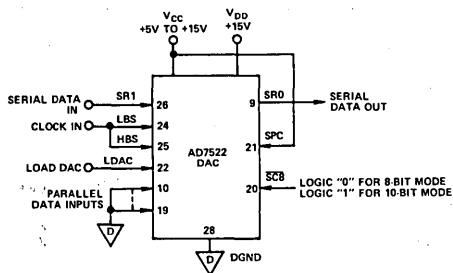 VCC
+5V
TO +15V
VDD
+15V
SERIAL DATA
IN
SR1
26
9
SR0
SERIAL
DATA OUT
CLOCK IN
LBS
24
HBS
25
AD7522
DAC
SPC
21
LOAD DAC
LDAC
22
PARALLEL
DATA INPUTS
10
19
20
SC8
LOGIC "0" FOR 8-BIT MODE
LOGIC "1" FOR 10-BIT MODE
28
D
D
DGND